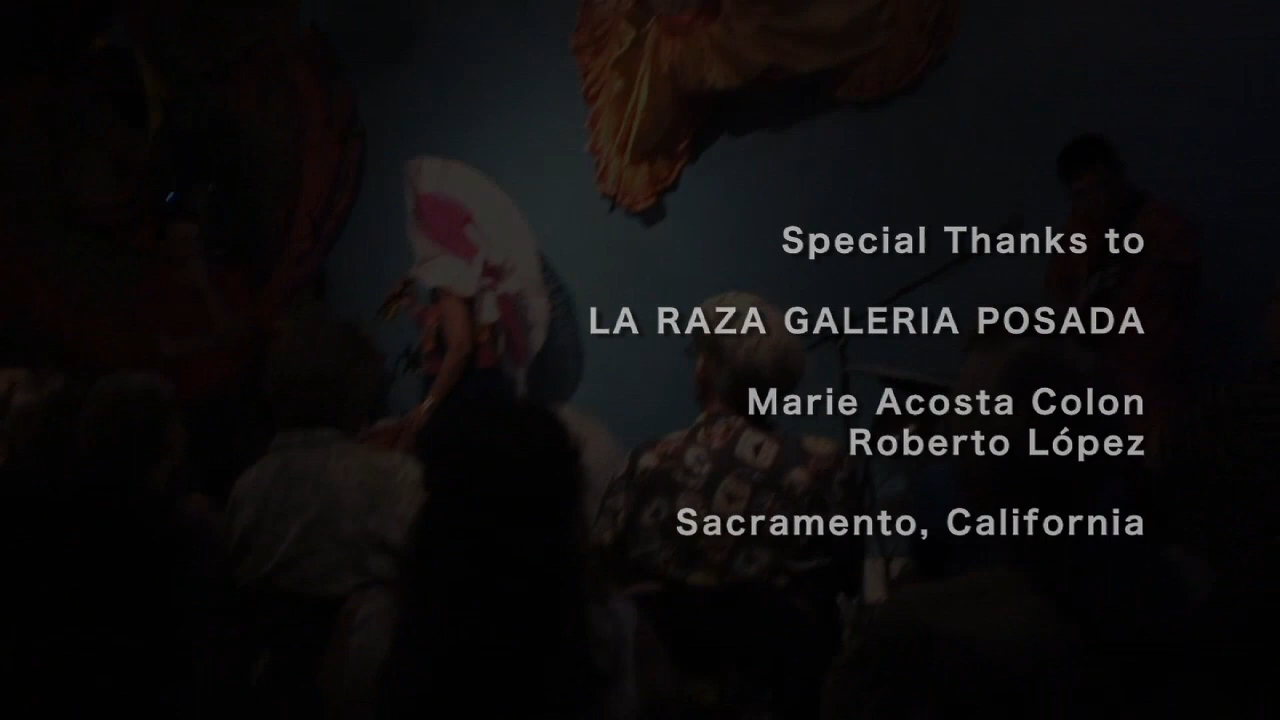 Special Thanks to
LA RAZA GALERIA POSADA
Marie Acosta Colon
Roberto López
Sacramento, California